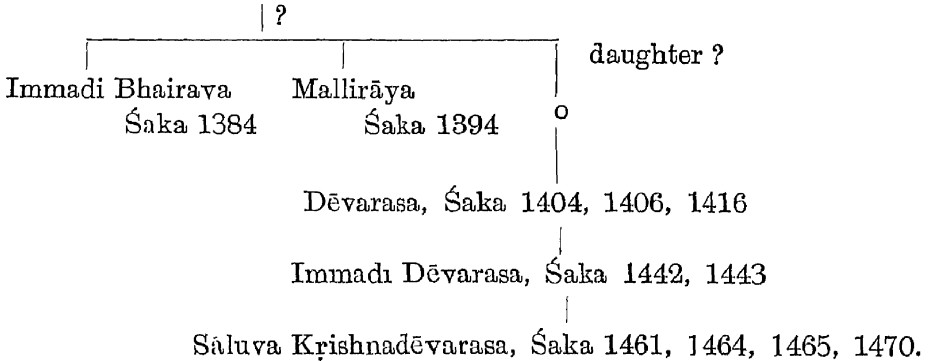 ?
daughter ?
Immadi Bhairava Mallirāya
Śaka 1384 Śaka 1394
o
Dēvarasa, Śaka 1404, 1406, 1416
Immadı Dēvarasa, Śaka 1442, 1443
Sāluva Kṛishnadēvarasa, Śaka 1461, 1464, 1465, 1470.